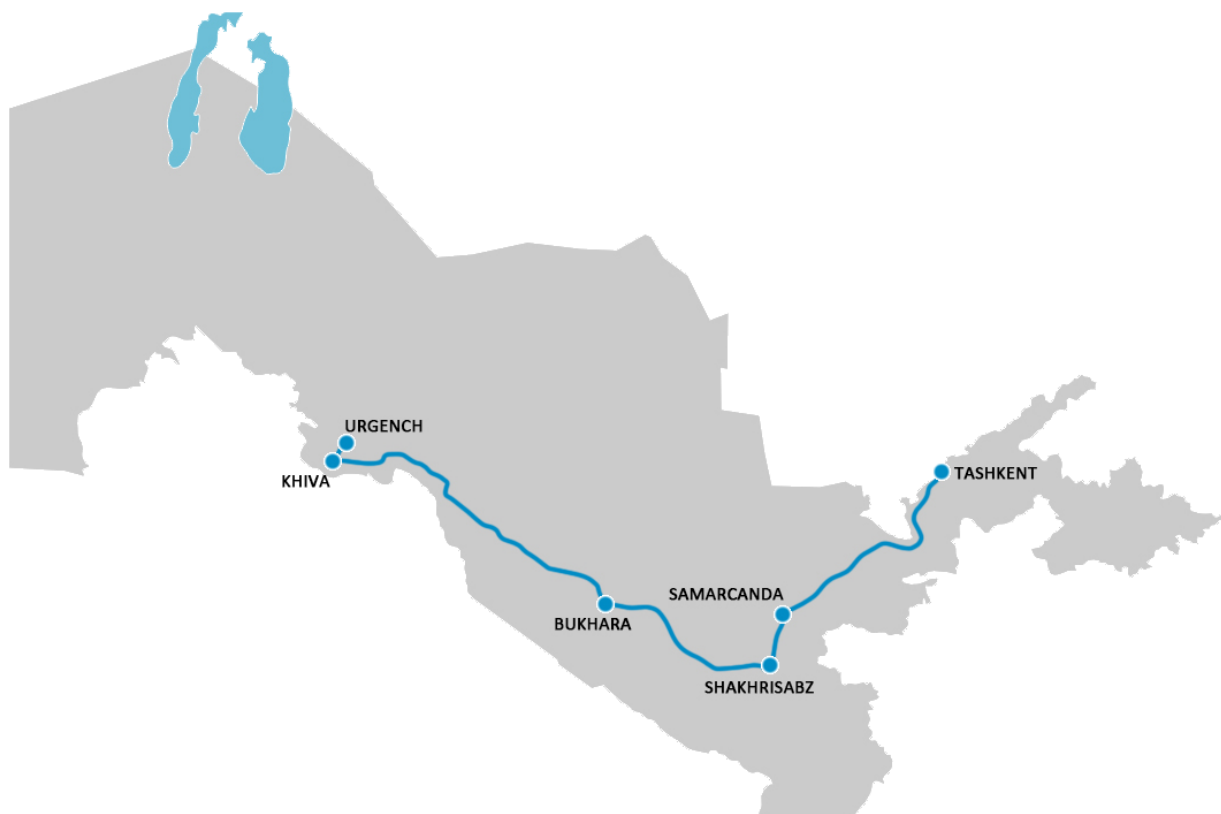 URGENCH
KHIVA
TASHKENT
SAMARCANDA
BUKHARA
SHAKHRISABZ